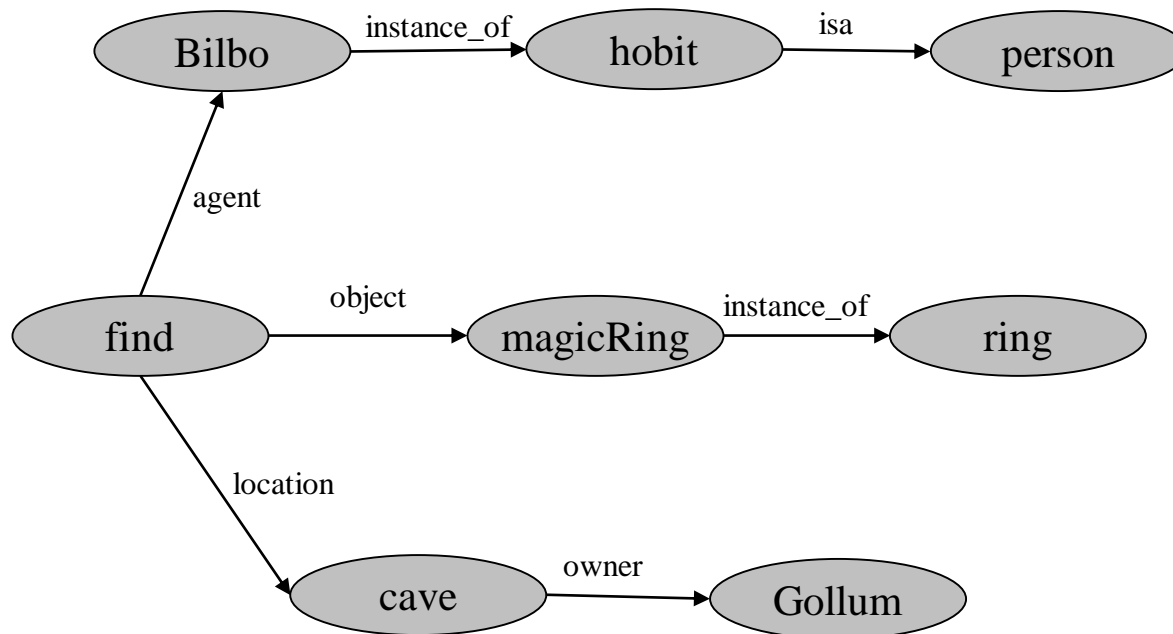 Bilbo
instance_of
hobit
isa
person
agent
find
object
magicRing
instance_of
ring
location
cave
owner
Gollum